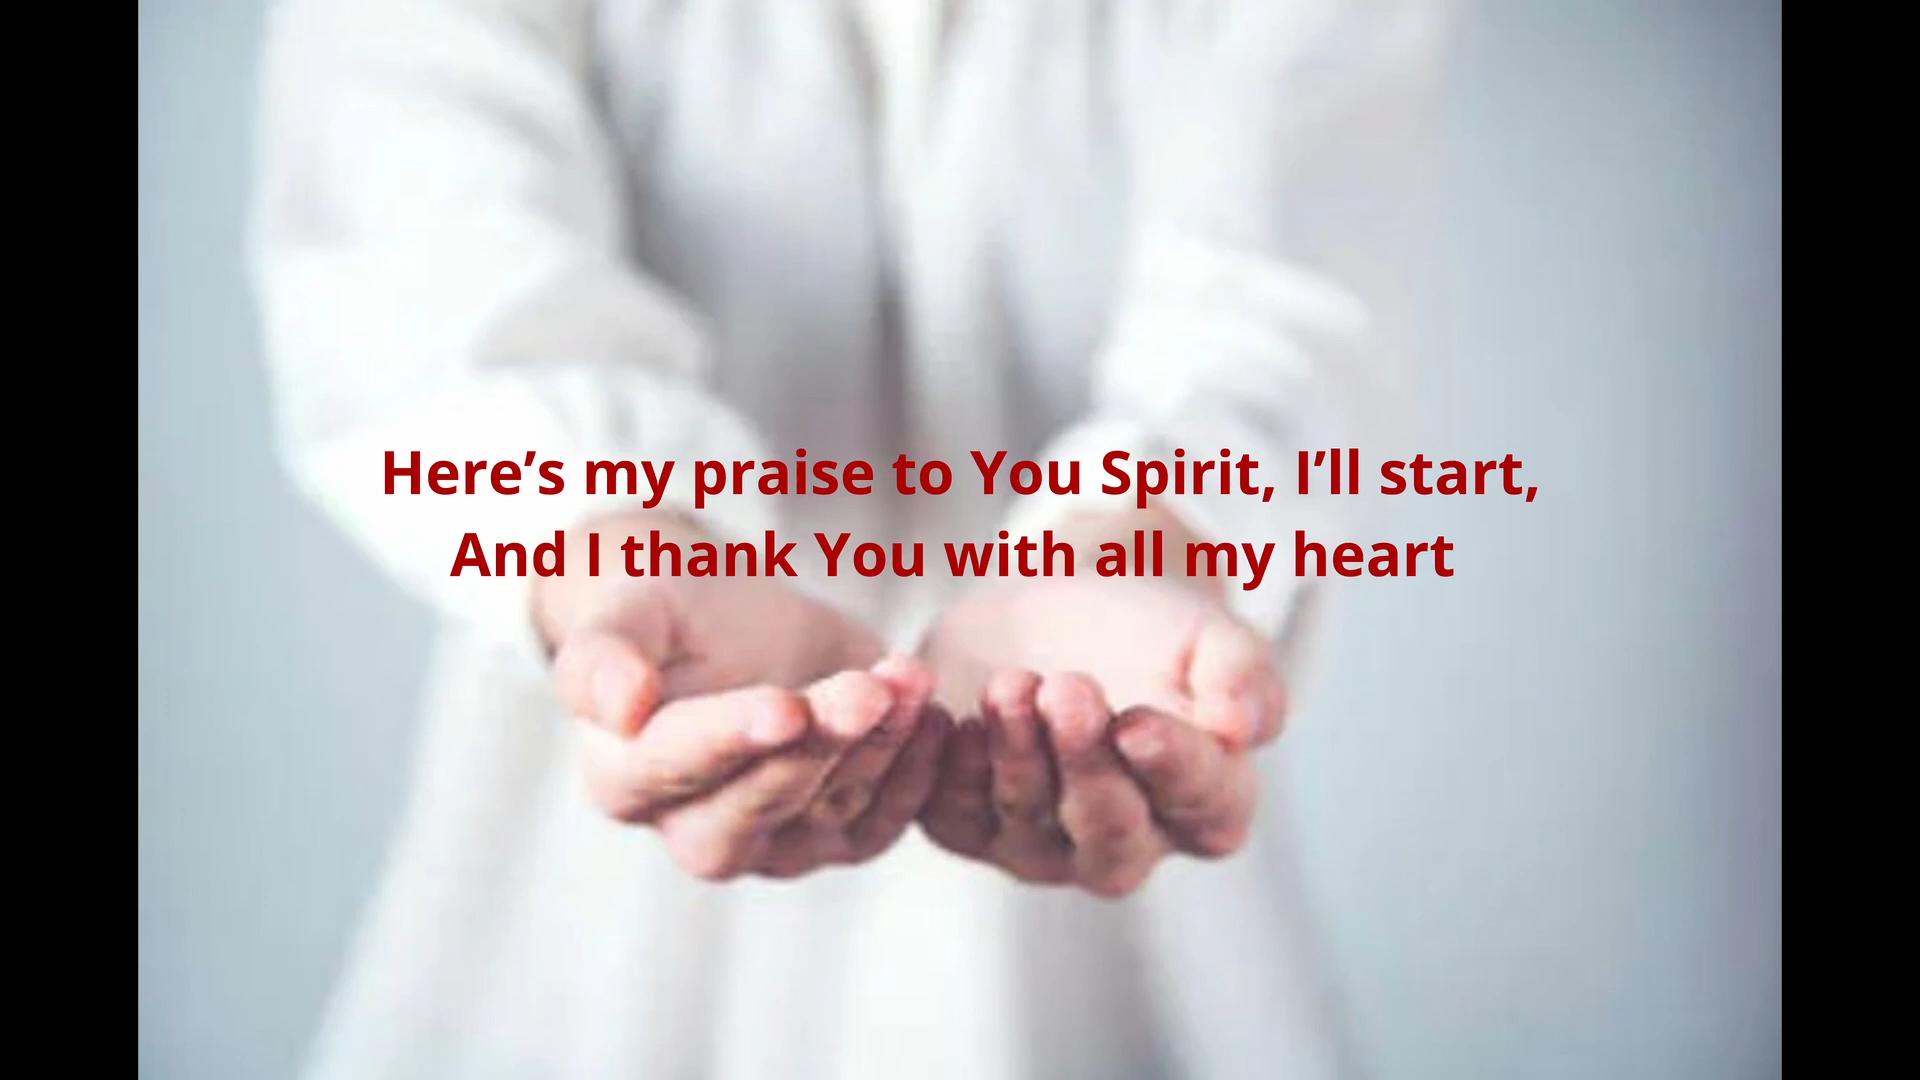 Here’s my praise to You Spirit, I’ll start,
And I thank You with all my heart